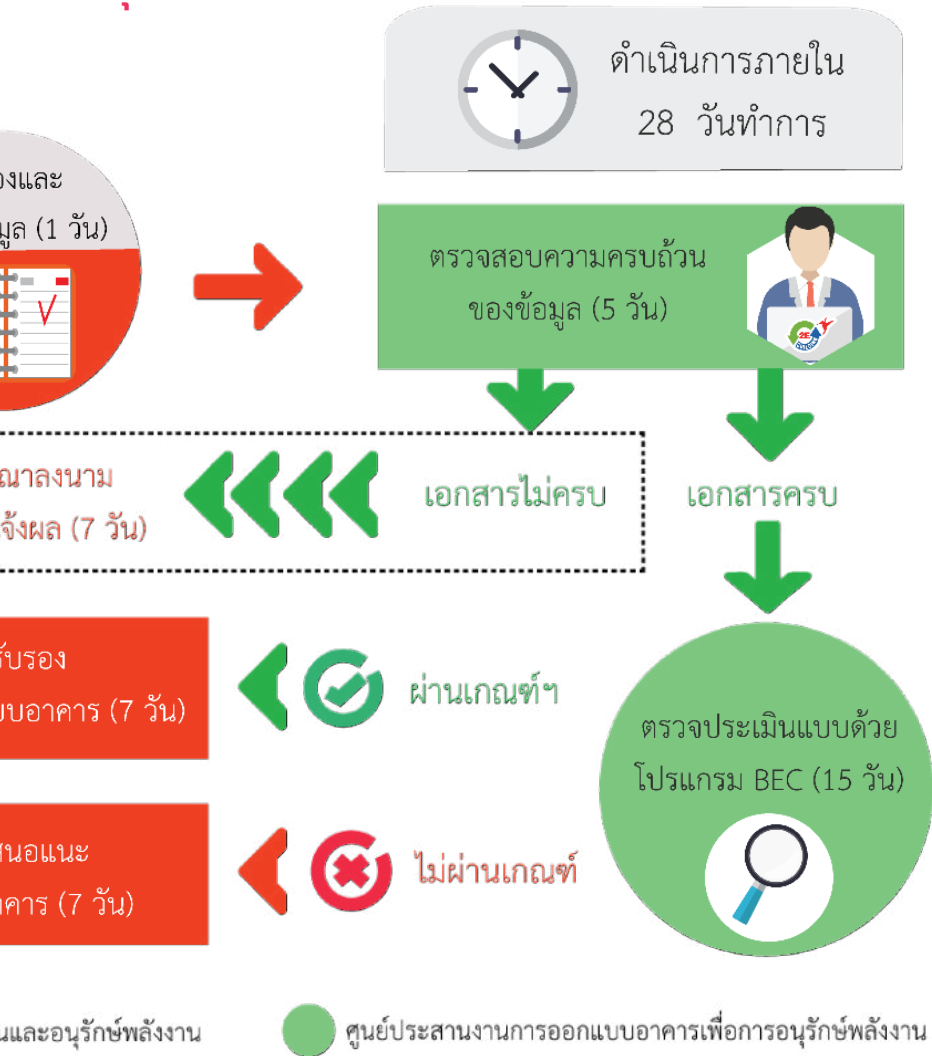 ดำเนินการภายใน
28 วันทำการ
มูล (1 วัน)
ตรวจสอบความครบถ้วน
ของข้อมูล (5 วัน)
ณาลงนาม
จ้งผล (7 วัน)
เอกสารไม่ครบ
เอกสารครบ
รับรอง
บบอาคาร (7 วัน)
ผ่านเกณฑ์ฯ
ตรวจประเมินแบบด้วย
โปรแกรม BEC (15 วัน)
สนอแนะ
าคาร (7 วัน)
ไม่ผ่านเกณฑ์
นและอนุรักษ์พลังงาน
ศูนย์ประสานงานการออกแบบอาคารเพื่อการอนุรักษ์พลังงาน